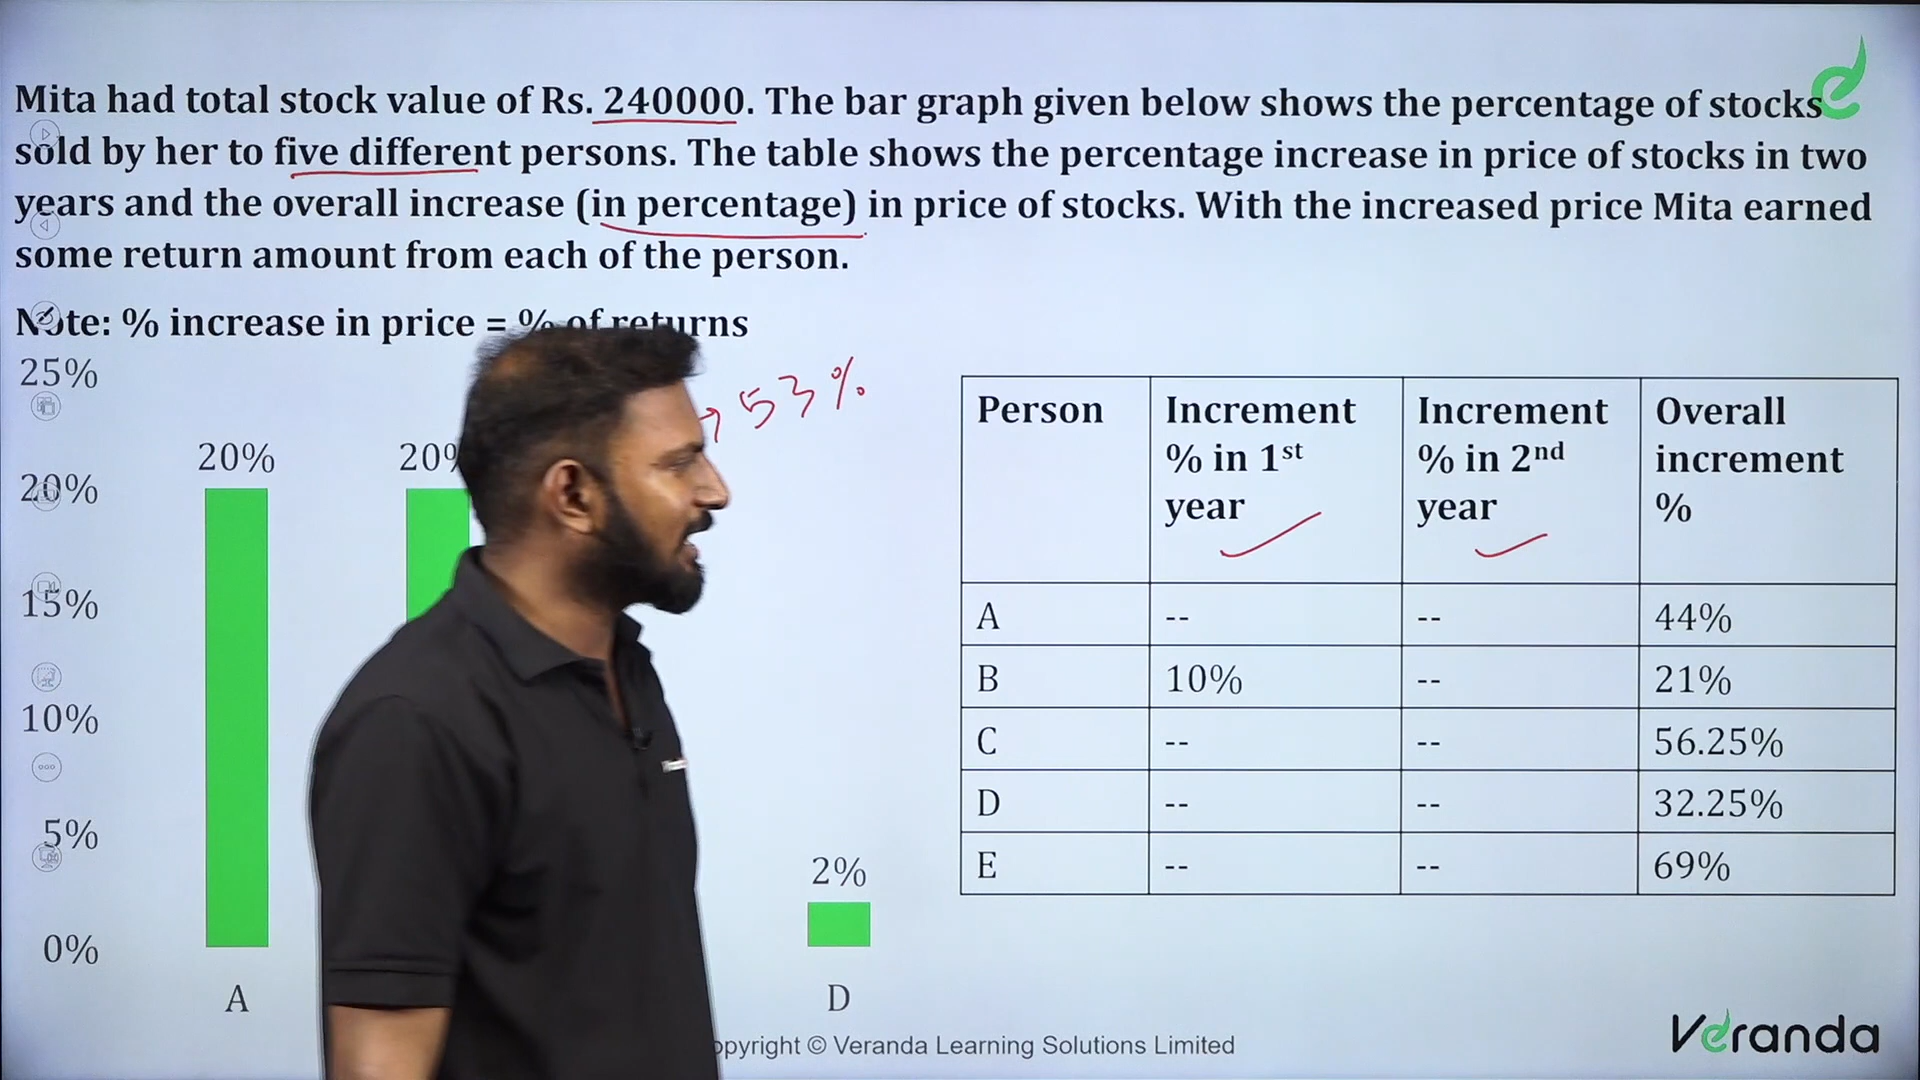 Mita had total stock value of Rs. 240000. The bar graph given below shows the percentage of stocks
sold by her to five different persons. The table shows the percentage increase in price of stocks in two
years and the overall increase (in percentage) in price of stocks. With the increased price Mita earned
some return amount from each of the person.
Note: % increase in price = % of returns
25%
20%
15%
10%
5%
0%
20%
20%
2%
A
D
53%
Person Increment % in 1st year Increment % in 2nd year Overall increment %
A -- -- 44%
B 10% -- 21%
C -- -- 56.25%
D -- -- 32.25%
E -- -- 69%
© Veranda Learning Solutions Limited
Veranda